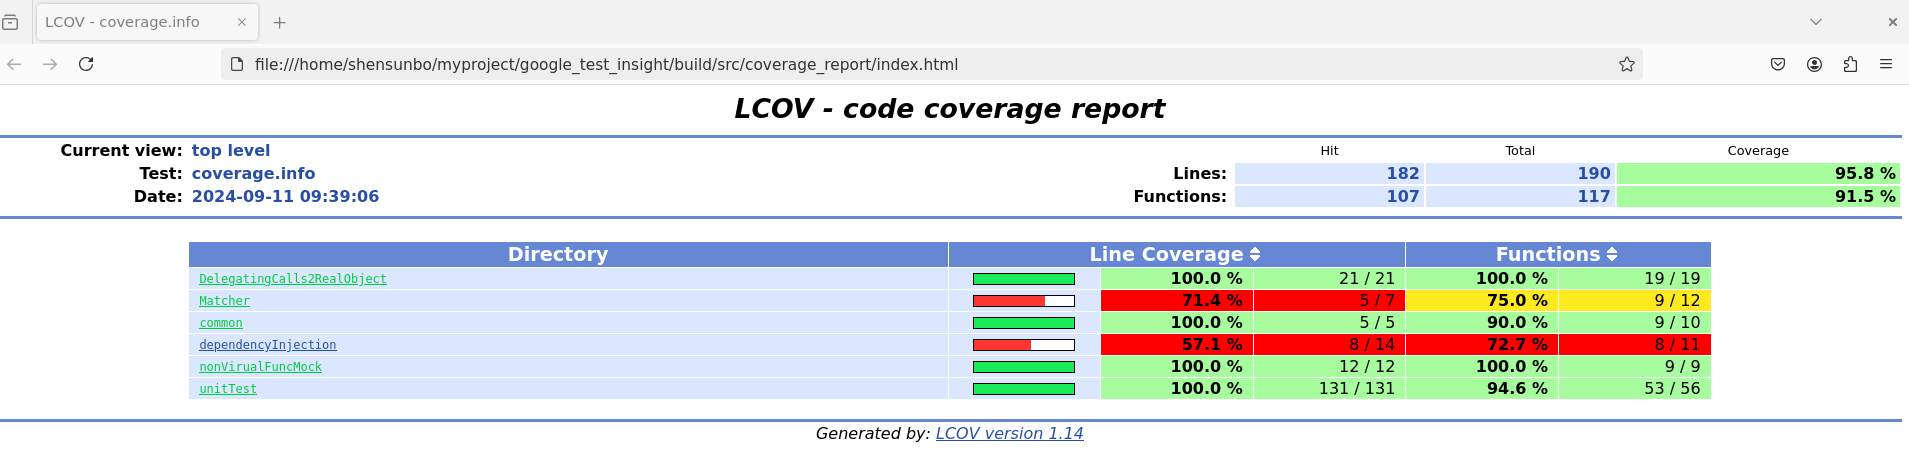 LCOV - coverage.info
file:///home/shensunbo/myproject/google_test_insight/build/src/coverage_report/index.html
LCOV - code coverage report
Current view: top level Hit Total Coverage
Test: coverage.info Lines: 182 190 95.8 %
Date: 2024-09-11 09:39:06 Functions: 107 117 91.5 %
Directory Line Coverage Functions
DelegatingCalls2RealObject 100.0 % 21 / 21 100.0 % 19 / 19
Matcher 71.4 % 5 / 7 75.0 % 9 / 12
common 100.0 % 5 / 5 90.0 % 9 / 10
dependencyInjection 57.1 % 8 / 14 72.7 % 8 / 11
nonVirualFuncMock 100.0 % 12 / 12 100.0 % 9 / 9
unitTest 100.0 % 131 / 131 94.6 % 53 / 56
Generated by: LCOV version 1.14